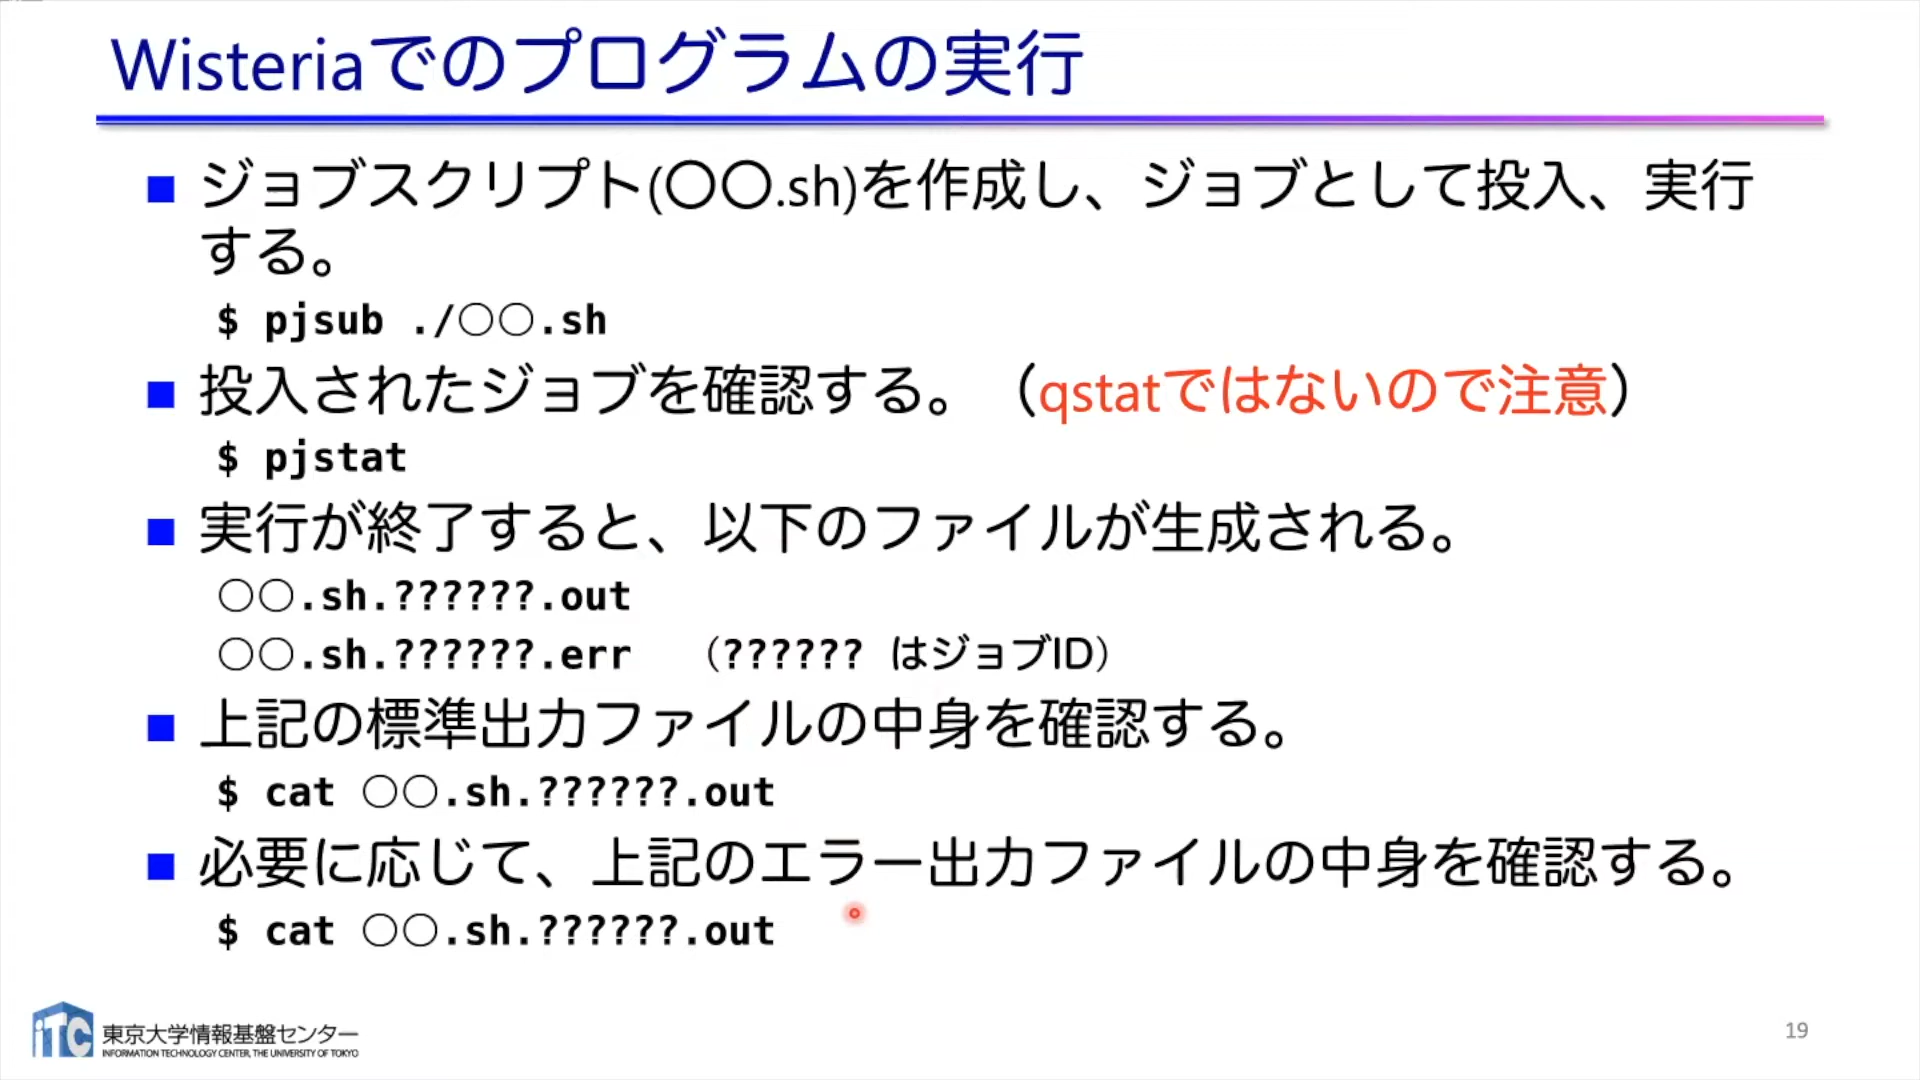 Wisteriaでのプログラムの実行
■ ジョブスクリプト(〇〇.sh)を作成し、ジョブとして投入、実行
する。
$ pjsub ./○○.sh
■ 投入されたジョブを確認する。（qstatではないので注意）
$ pjstat
■ 実行が終了すると、以下のファイルが生成される。
○○.sh.??????.out
○○.sh.??????.err （?????? はジョブID）
■ 上記の標準出力ファイルの中身を確認する。
$ cat ○○.sh.??????.out
■ 必要に応じて、上記のエラー出力ファイルの中身を確認する。
$ cat ○○.sh.??????.out
iTC 東京大学情報基盤センター
INFORMATION TECHNOLOGY CENTER, THE UNIVERSITY OF TOKYO
19